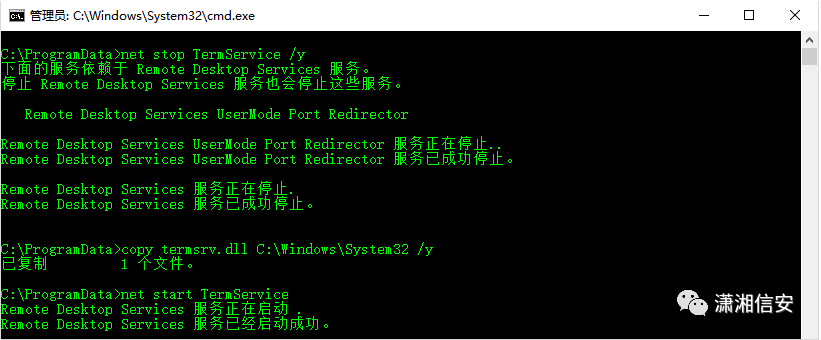 管理员: C:\Windows\System32\cmd.exe
C:\ProgramData>net stop TermService /y
下面的服务依赖于 Remote Desktop Services 服务。
停止 Remote Desktop Services 服务也会停止这些服务。
Remote Desktop Services UserMode Port Redirector
Remote Desktop Services UserMode Port Redirector 服务正在停止..
Remote Desktop Services UserMode Port Redirector 服务已成功停止。
Remote Desktop Services 服务正在停止.
Remote Desktop Services 服务已成功停止。
C:\ProgramData>copy termsrv.dll C:\Windows\System32 /y
已复制         1 个文件。
C:\ProgramData>net start TermService
Remote Desktop Services 服务正在启动 .
Remote Desktop Services 服务已经启动成功。
潇湘信安